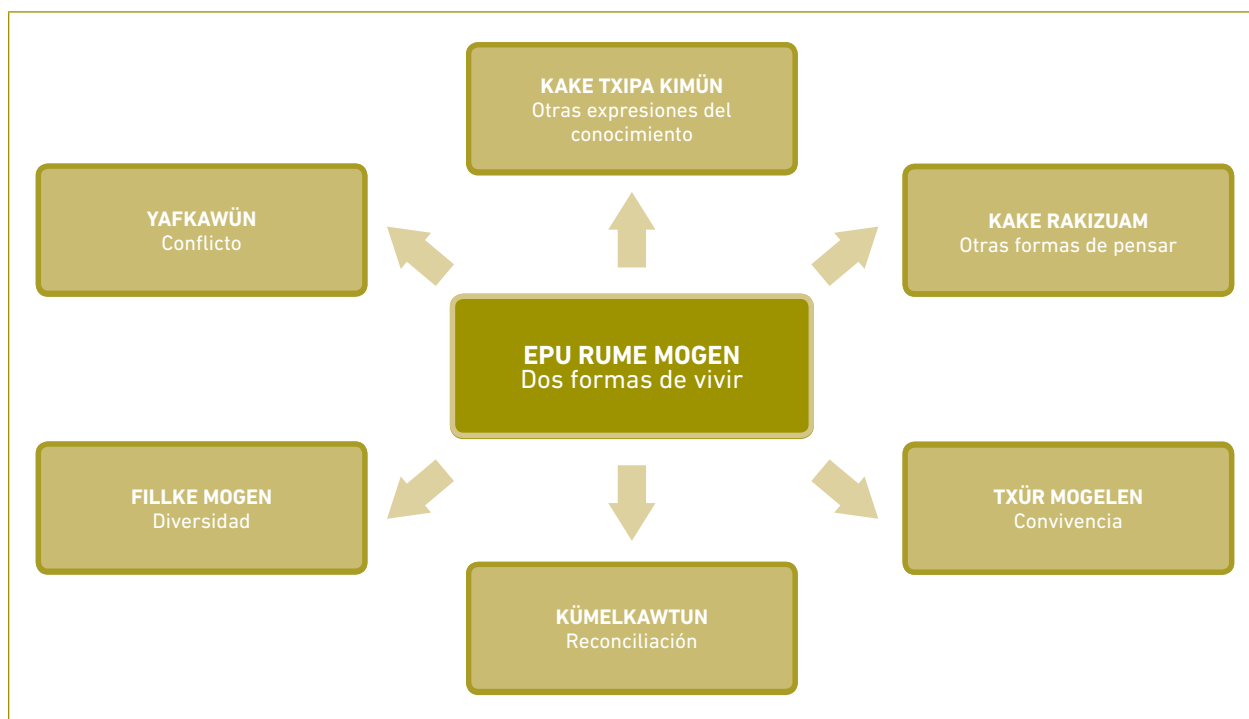 KAKE TXIPA KIMÜN
Otras expresiones del
conocimiento
YAFKAWÜN
Conflicto
KAKE RAKIZUAM
Otras formas de pensar
EPU RUME MOGEN
Dos formas de vivir
FILLKE MOGEN
Diversidad
TXÜR MOGELEN
Convivencia
KÜMELKAWTUN
Reconciliación